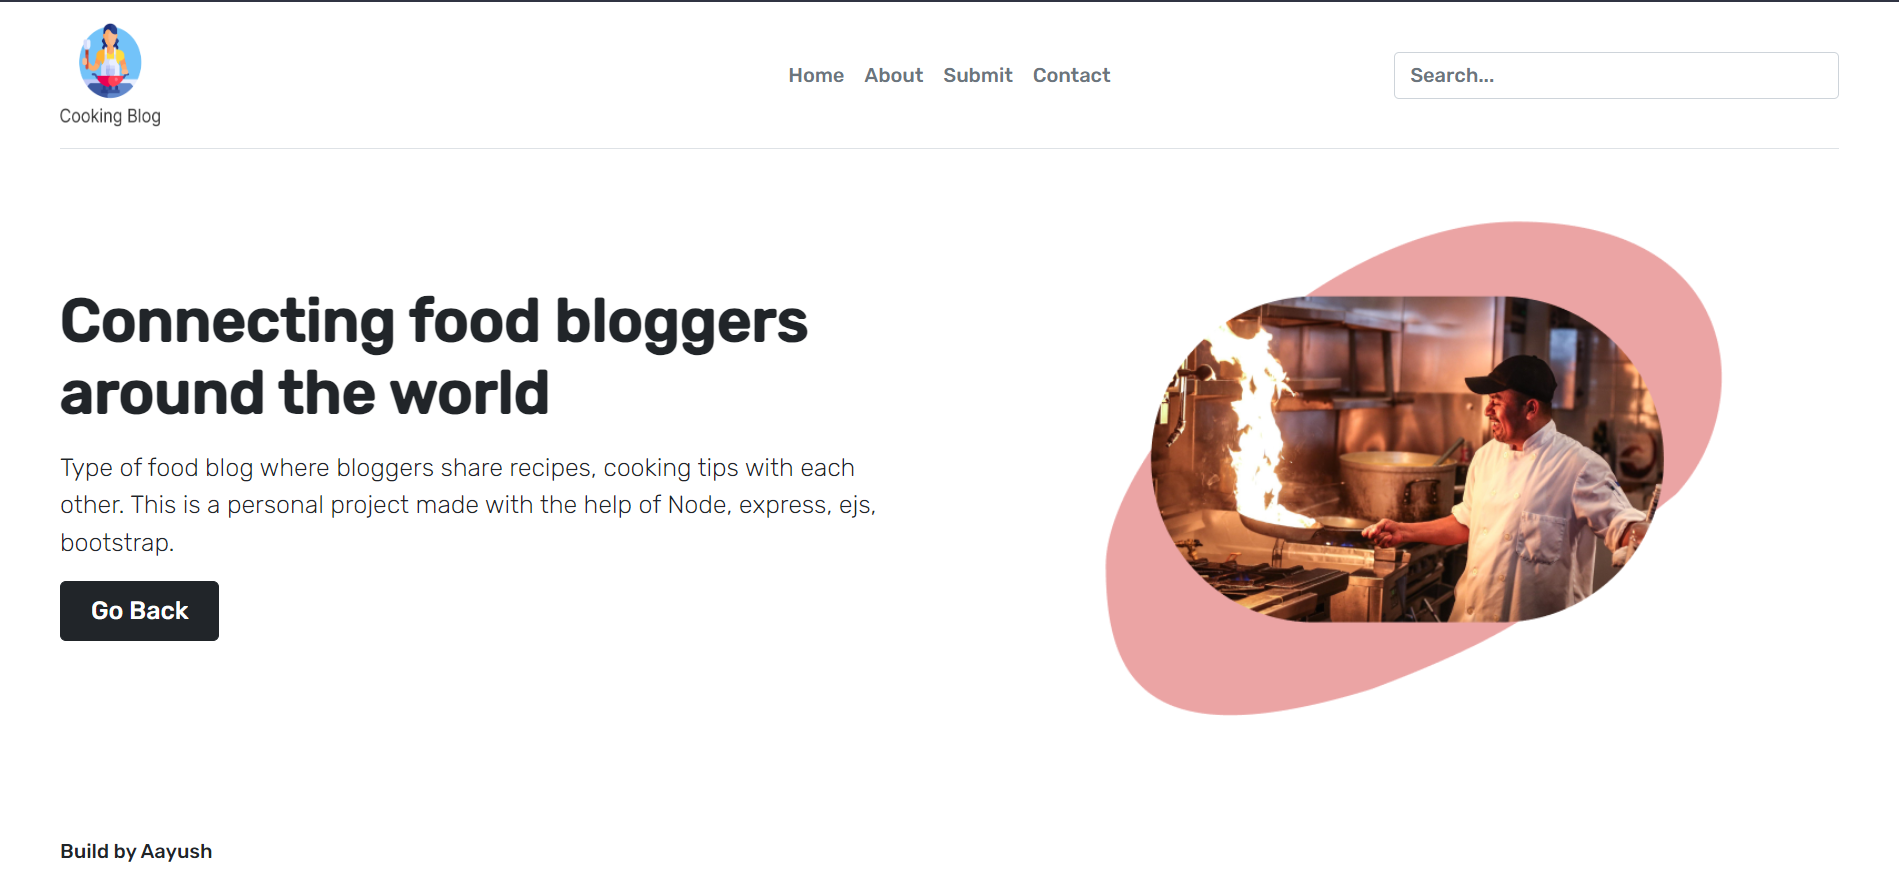 Cooking Blog
Home About Submit Contact
Search...
Connecting food bloggers
around the world
Type of food blog where bloggers share recipes, cooking tips with each
other. This is a personal project made with the help of Node, express, ejs,
bootstrap.
Go Back
Build by Aayush